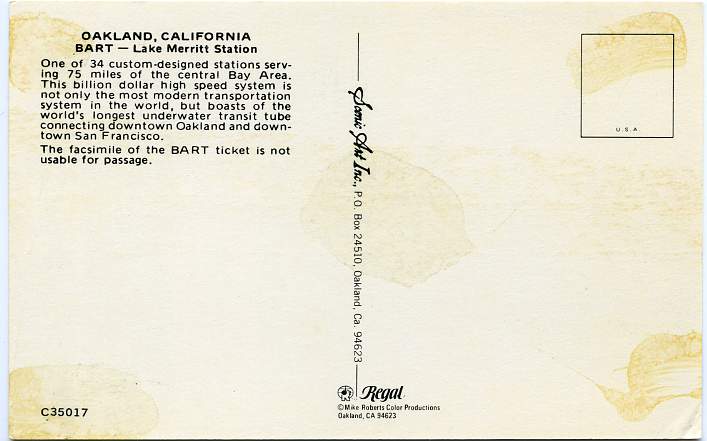 OAKLAND, CALIFORNIA
BART — Lake Merritt Station
One of 34 custom-designed stations serv-
ing 75 miles of the central Bay Area.
This billion dollar high speed system is
not only the most modern transportation
system in the world, but boasts of the
world's longest underwater transit tube
connecting downtown Oakland and down-
town San Francisco.
The facsimile of the BART ticket is not
usable for passage.
C35017
Scenic Art Inc., P.O. Box 24510, Oakland, Ca. 94623
Regal
©Mike Roberts Color Productions
Oakland, CA 94623
U.S.A.